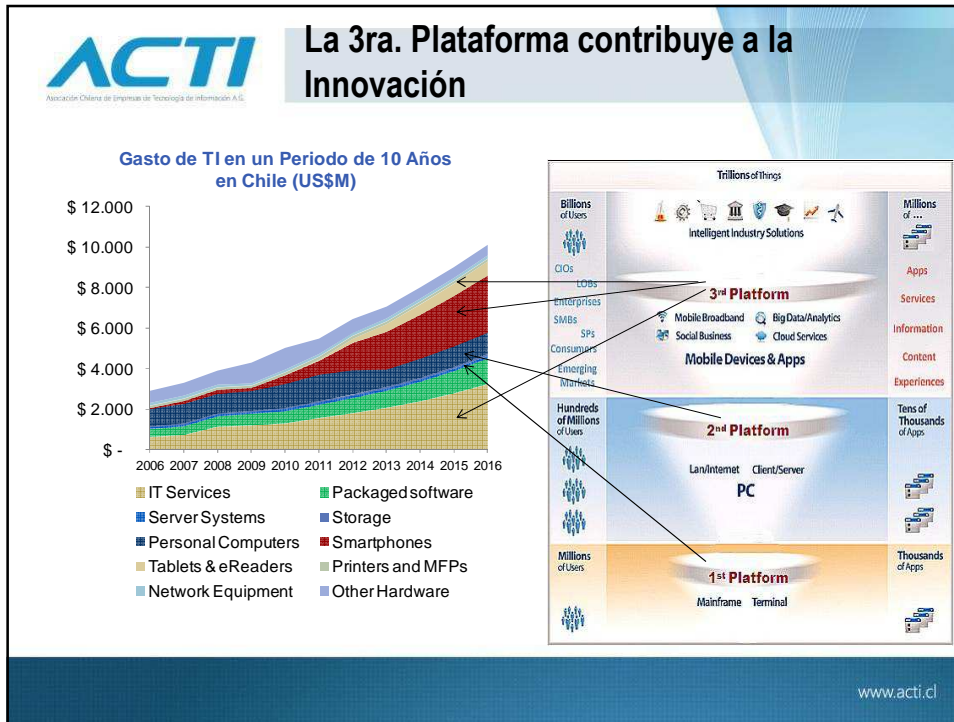 ACTI
Asociación Chilena de Empresas de Tecnología de Información A.G.
La 3ra. Plataforma contribuye a la
Innovación
Gasto de TI en un Periodo de 10 Años
en Chile (US$M)
$ 12.000
$ 10.000
$ 8.000
$ 6.000
$ 4.000
$ 2.000
$ -
2006 2007 2008 2009 2010 2011 2012 2013 2014 2015 2016
IT Services
Packaged software
Server Systems
Storage
Personal Computers
Smartphones
Tablets & eReaders
Printers and MFPs
Network Equipment
Other Hardware
Trillions of Things
Billions
of Users
Millions
of ...
Intelligent Industry Solutions
CIOs
LOBs
Enterprises
SMBs
SPs
Consumers
Emerging
Markets
3rd Platform
Mobile Broadband
Big Data/Analytics
Social Business
Cloud Services
Mobile Devices & Apps
Apps
Services
Information
Content
Experiences
Hundreds
of Millions
of Users
2nd Platform
Lan/Internet Client/Server
PC
Tens of
Thousands
of Apps
Millions
of Users
1st Platform
Mainframe Terminal
Thousands
of Apps
www.acti.cl